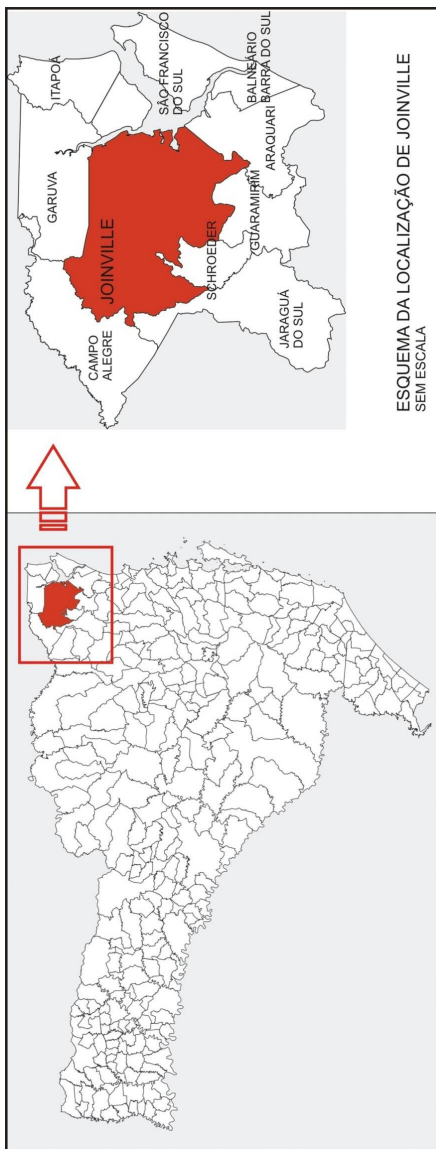 ITAPOÁ
GARUVA
SÃO FRANCISCO
DO SUL
JOINVILLE
CAMPO
ALEGRE
BALNEÁRIO
BARRA DO SUL
ARAQUARI
GUARAMIRIM
SCHROEDER
JARAGUÁ
DO SUL
ESQUEMA DA LOCALIZAÇÃO DE JOINVILLE
SEM ESCALA